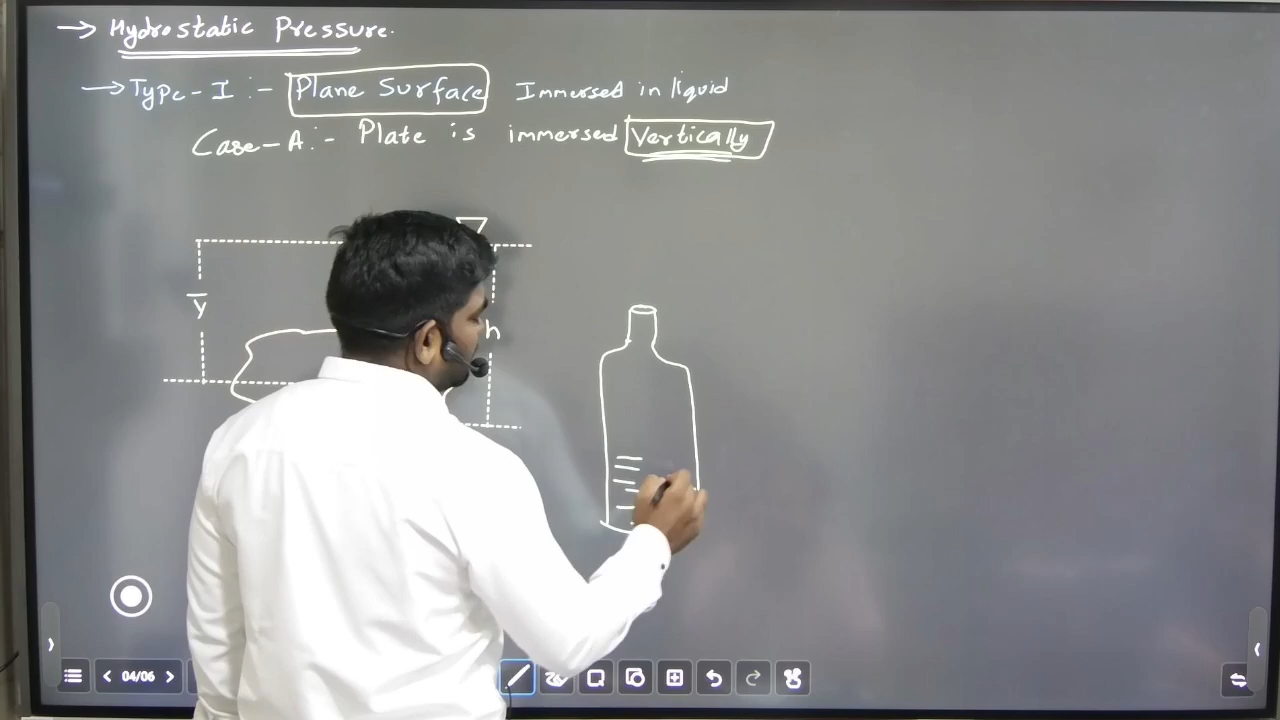 → Hydrostatic Pressure.
→ Type - I :- Plane Surface Immersed in liquid
Case - A :- Plate is immersed Vertically
ȳ
h
04/06